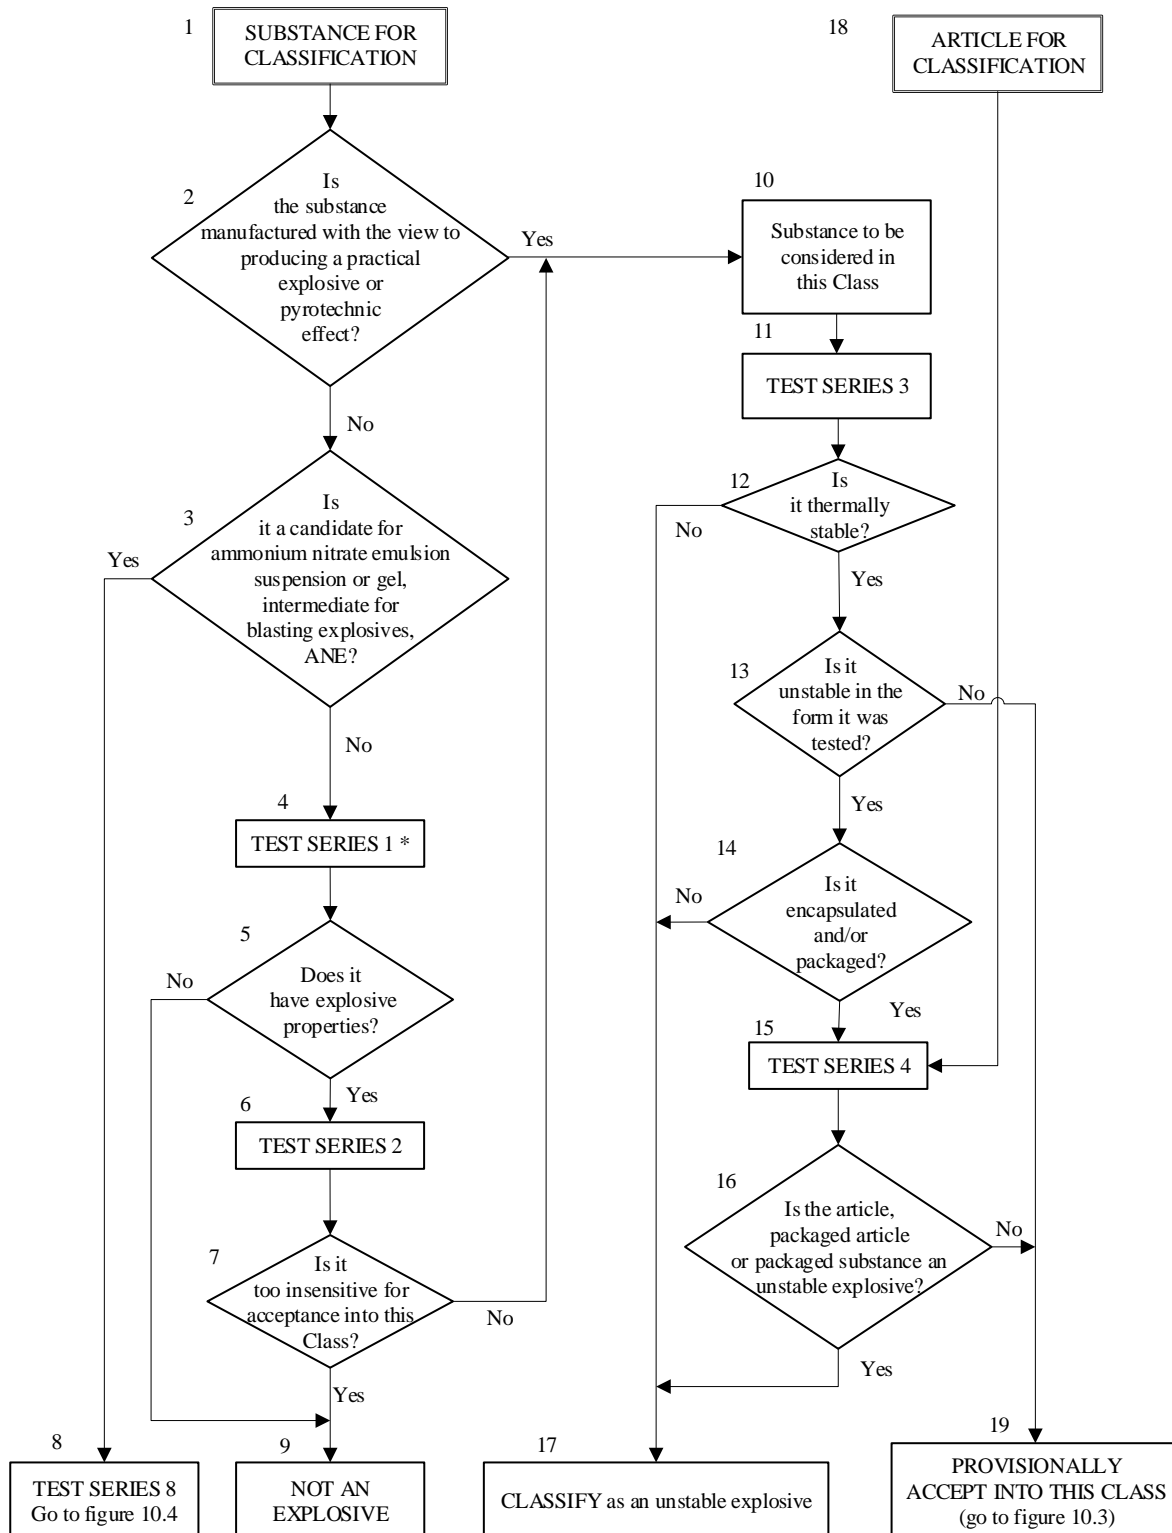 1
SUBSTANCE FOR
CLASSIFICATION
18
ARTICLE FOR
CLASSIFICATION
2
Is
the substance
manufactured with the view to
producing a practical
explosive or
pyrotechnic
effect?
Yes
No
10
Substance to be
considered in
this Class
11
TEST SERIES 3
3
Is
it a candidate for
ammonium nitrate emulsion
suspension or gel,
intermediate for
blasting explosives,
ANE?
Yes
No
12
Is
it thermally
stable?
No
Yes
13
Is it
unstable in the
form it was
tested?
No
Yes
4
TEST SERIES 1 *
14
Is it
encapsulated
and/or
packaged?
No
Yes
5
Does it
have explosive
properties?
No
Yes
15
TEST SERIES 4
6
TEST SERIES 2
16
Is the article,
packaged article
or packaged substance an
unstable explosive?
No
Yes
7
Is it
too insensitive for
acceptance into this
Class?
No
Yes
8
TEST SERIES 8
Go to figure 10.4
9
NOT AN
EXPLOSIVE
17
CLASSIFY as an unstable explosive
19
PROVISIONALLY
ACCEPT INTO THIS CLASS
(go to figure 10.3)